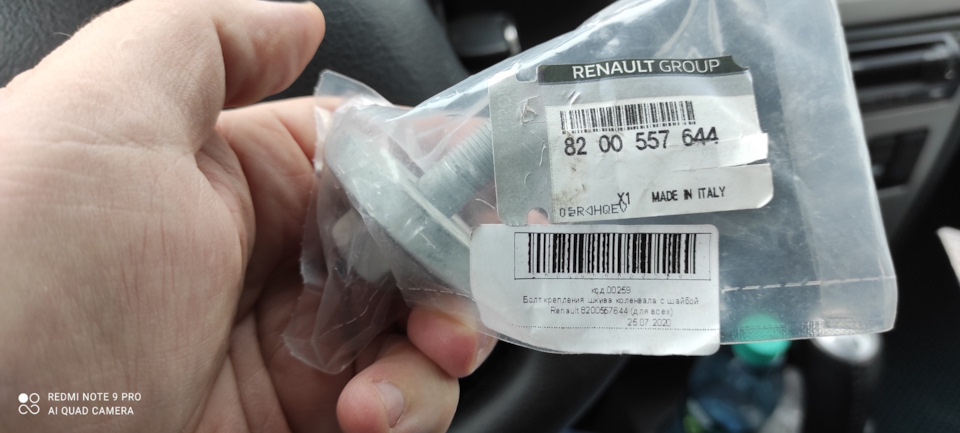 RENAULT GROUP
82 00 557 644
X1 MADE IN ITALY
код.00259
Болт крепления шкива коленвала с шайбой
Renault 8200557644 (для всех)
25.07.2020
REDMI NOTE 9 PRO
AI QUAD CAMERA